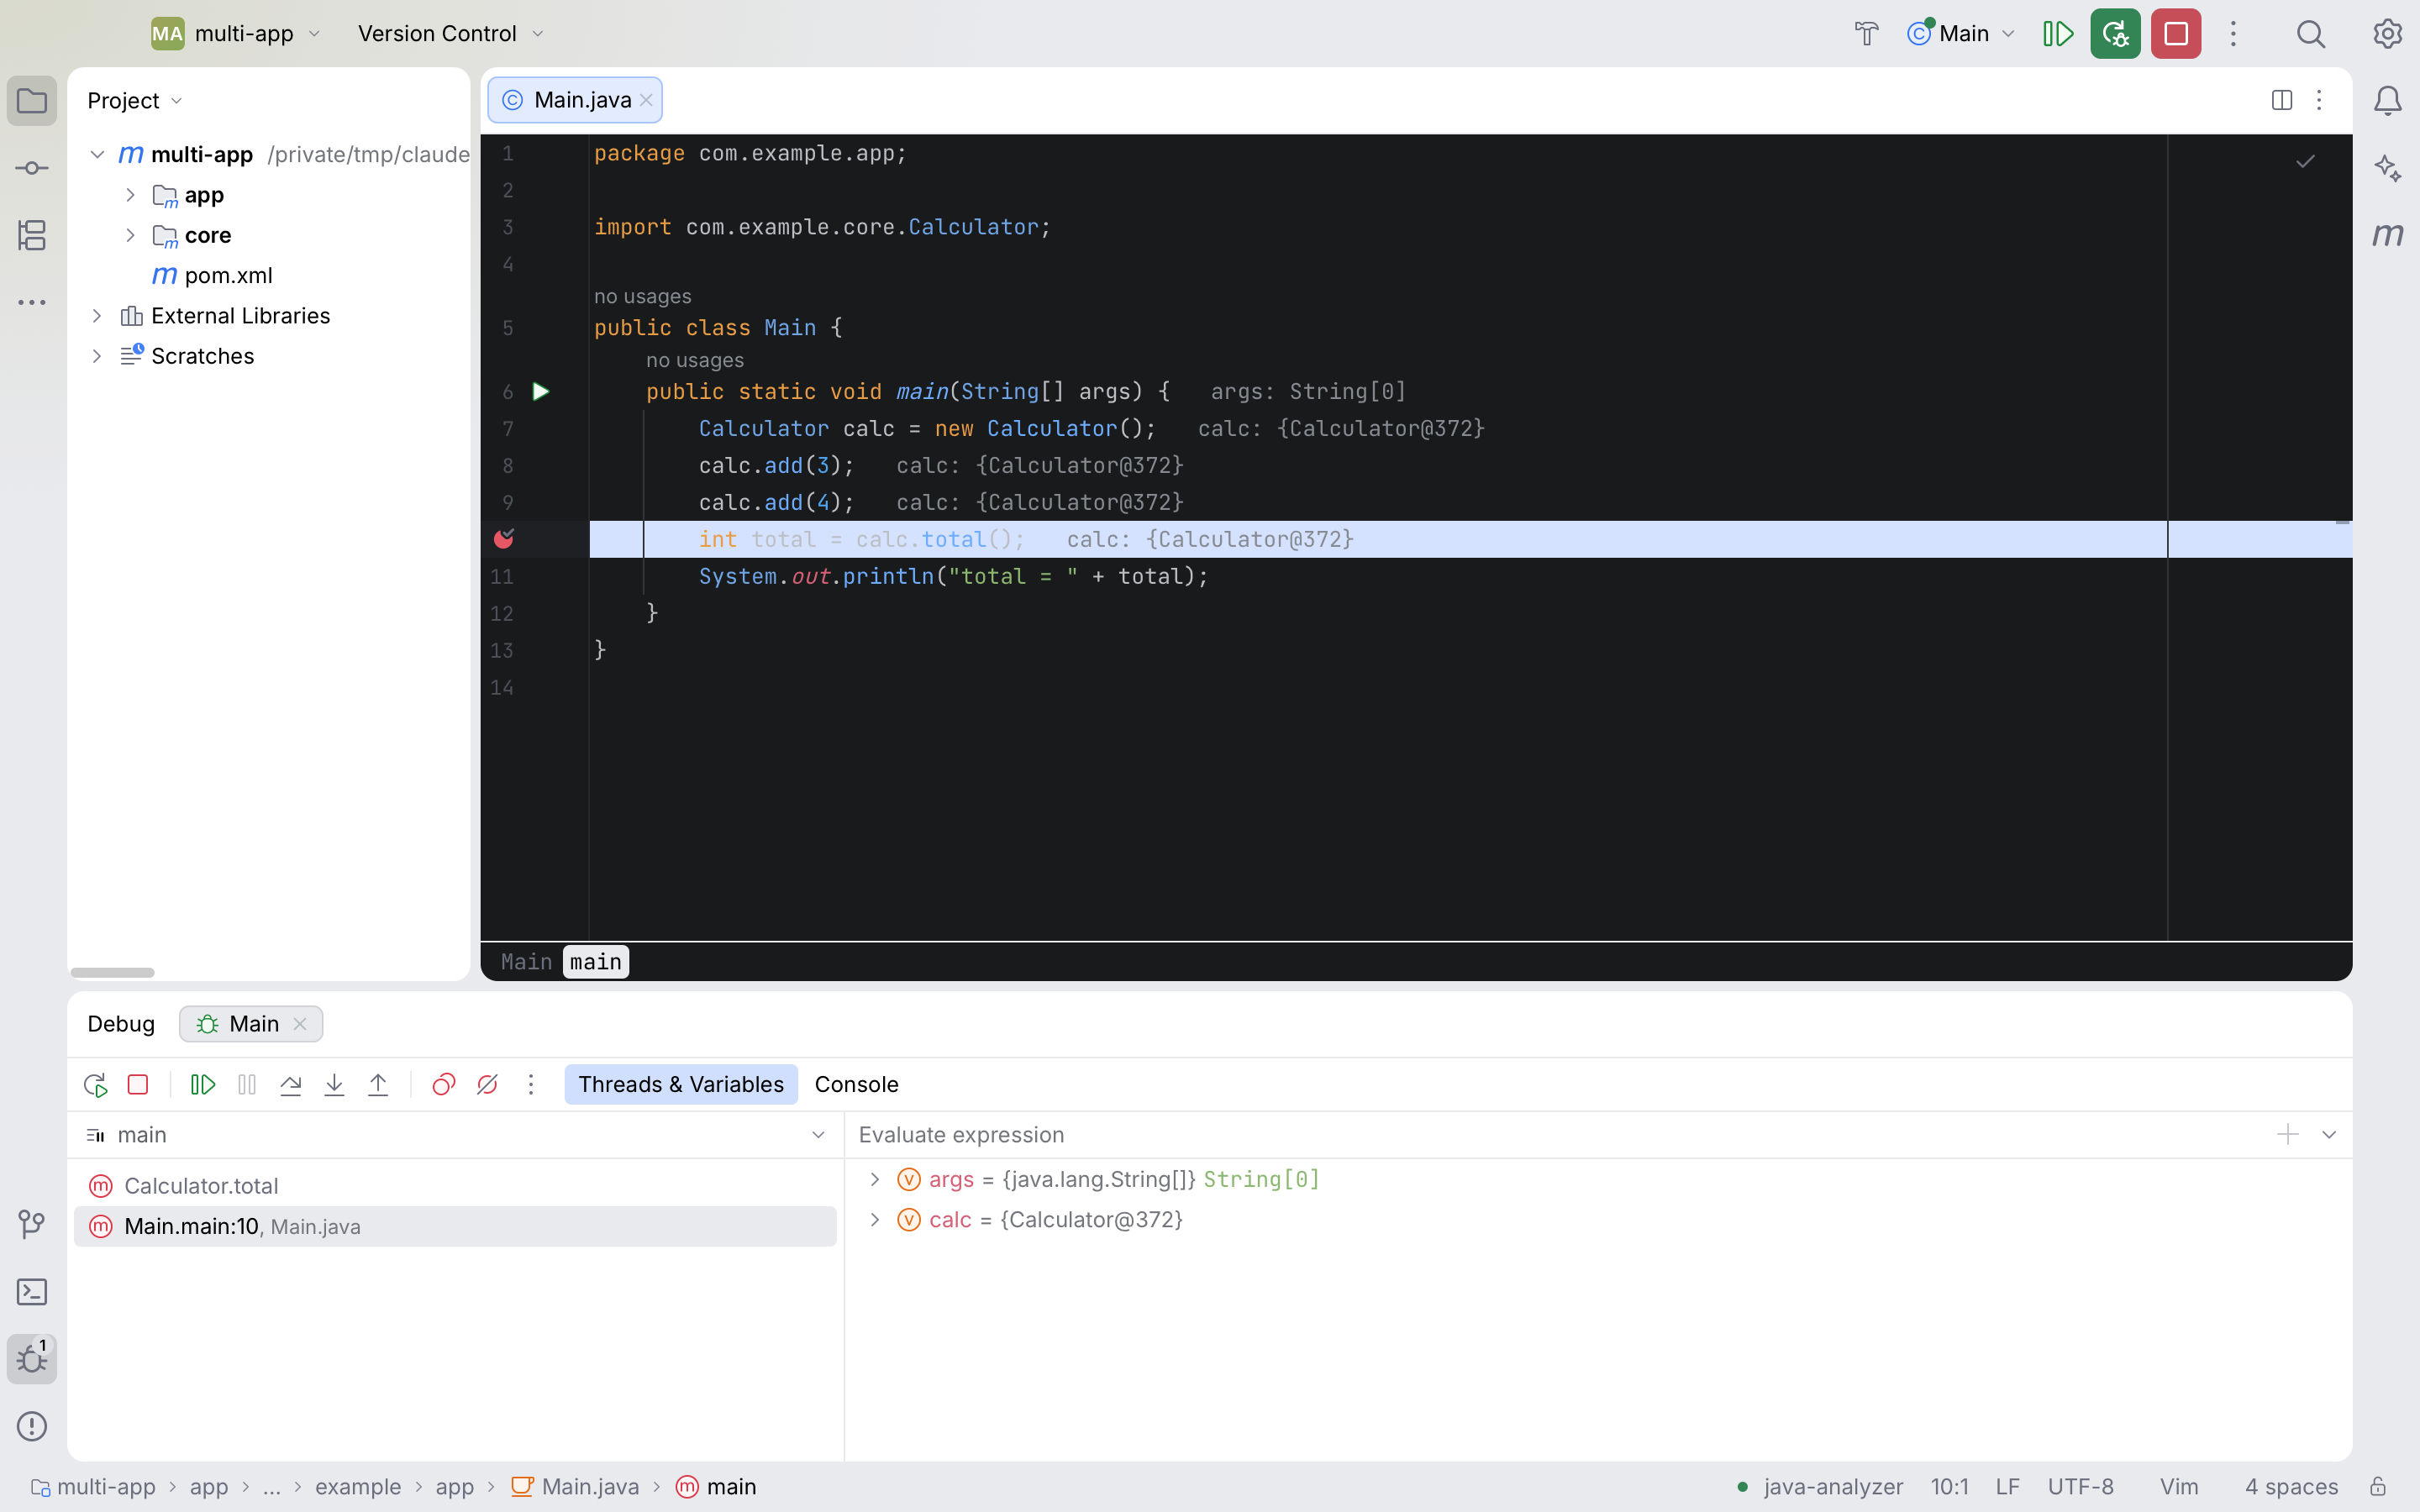 MA multi-app Version Control Main
Project
Main.java
multi-app /private/tmp/claude
app
core
pom.xml
External Libraries
Scratches
1 package com.example.app;
2
3 import com.example.core.Calculator;
4
no usages
5 public class Main {
no usages
6 public static void main(String[] args) { args: String[0]
7 Calculator calc = new Calculator(); calc: {Calculator@372}
8 calc.add(3); calc: {Calculator@372}
9 calc.add(4); calc: {Calculator@372}
int total = calc.total(); calc: {Calculator@372}
11 System.out.println("total = " + total);
12 }
13 }
14
Main main
Debug Main
Threads & Variables Console
main
Evaluate expression
Calculator.total
Main.main:10, Main.java
args = {java.lang.String[]} String[0]
calc = {Calculator@372}
1
multi-app > app > ... > example > app > Main.java > main
java-analyzer 10:1 LF UTF-8 Vim 4 spaces